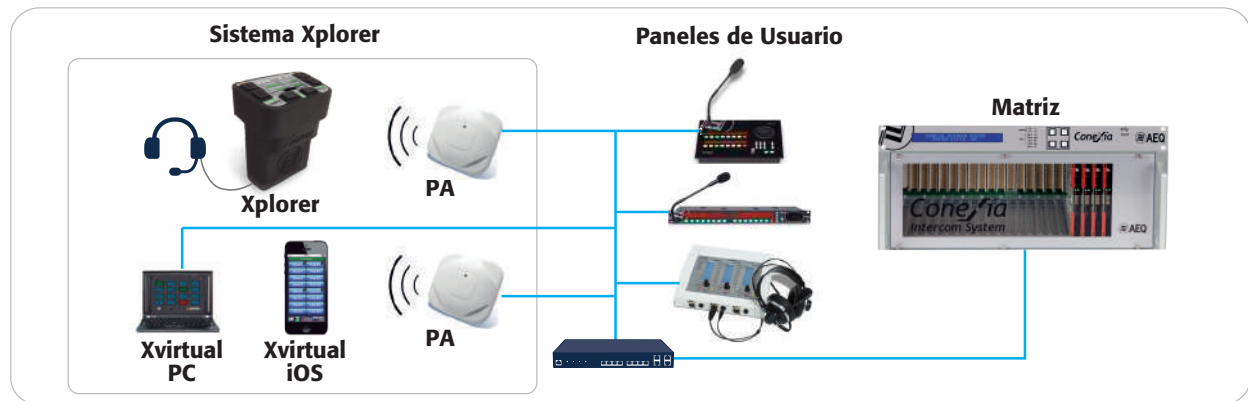 Sistema Xplorer
Paneles de Usuario
Matriz
PA
Xplorer
Conexia
AEQ
Conexia
Intercom System
AEQ
PA
Xvirtual
PC
Xvirtual
iOS